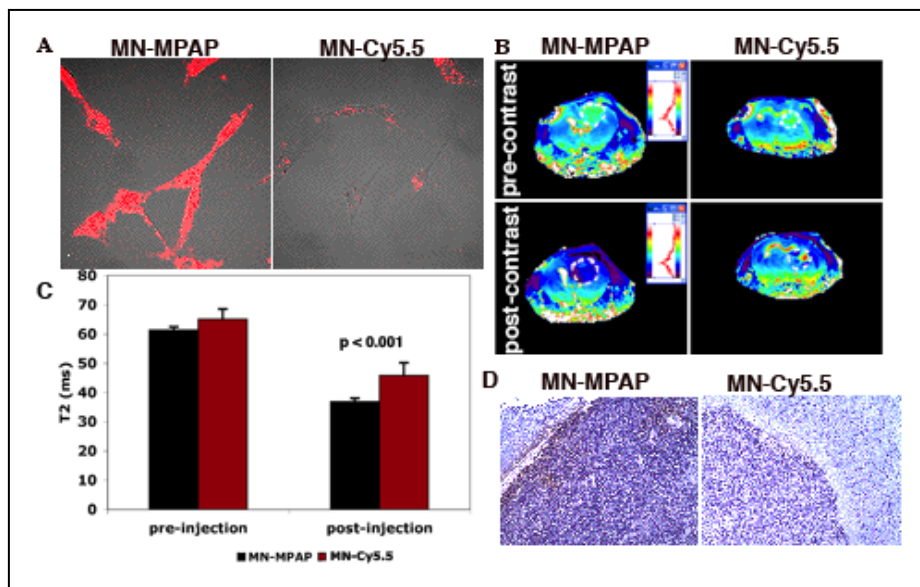 A
MN-MPAP MN-Cy5.5
B
MN-MPAP MN-Cy5.5
pre-contrast
post-contrast
C
80
70
60
50
40
30
20
10
0
T2 (ms)
p < 0.001
pre-injection post-injection
MN-MPAP MN-Cy5.5
D
MN-MPAP MN-Cy5.5